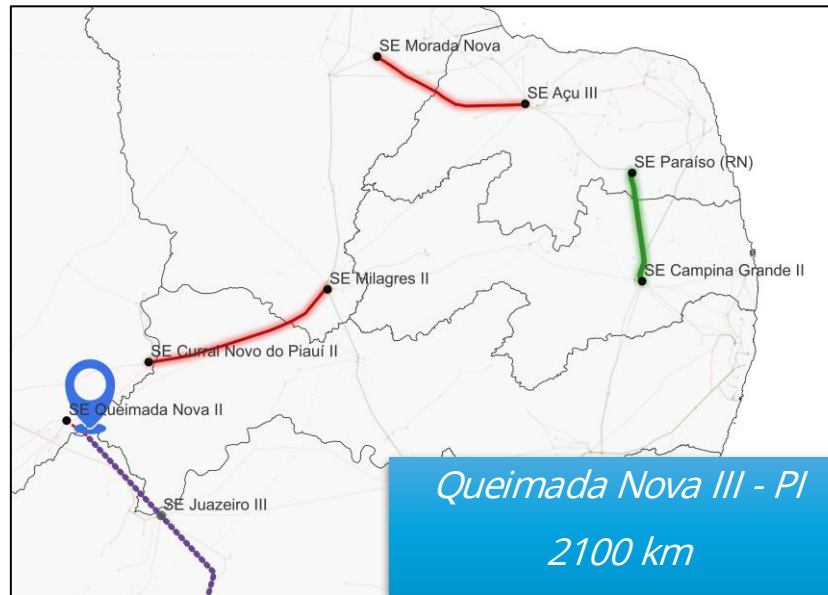 SE Morada Nova
SE Açu III
SE Paraíso (RN)
SE Campina Grande II
SE Milagres II
SE Curral Novo do Piauí II
SE Queimada Nova II
SE Juazeiro III
Queimada Nova III - PI
2100 km